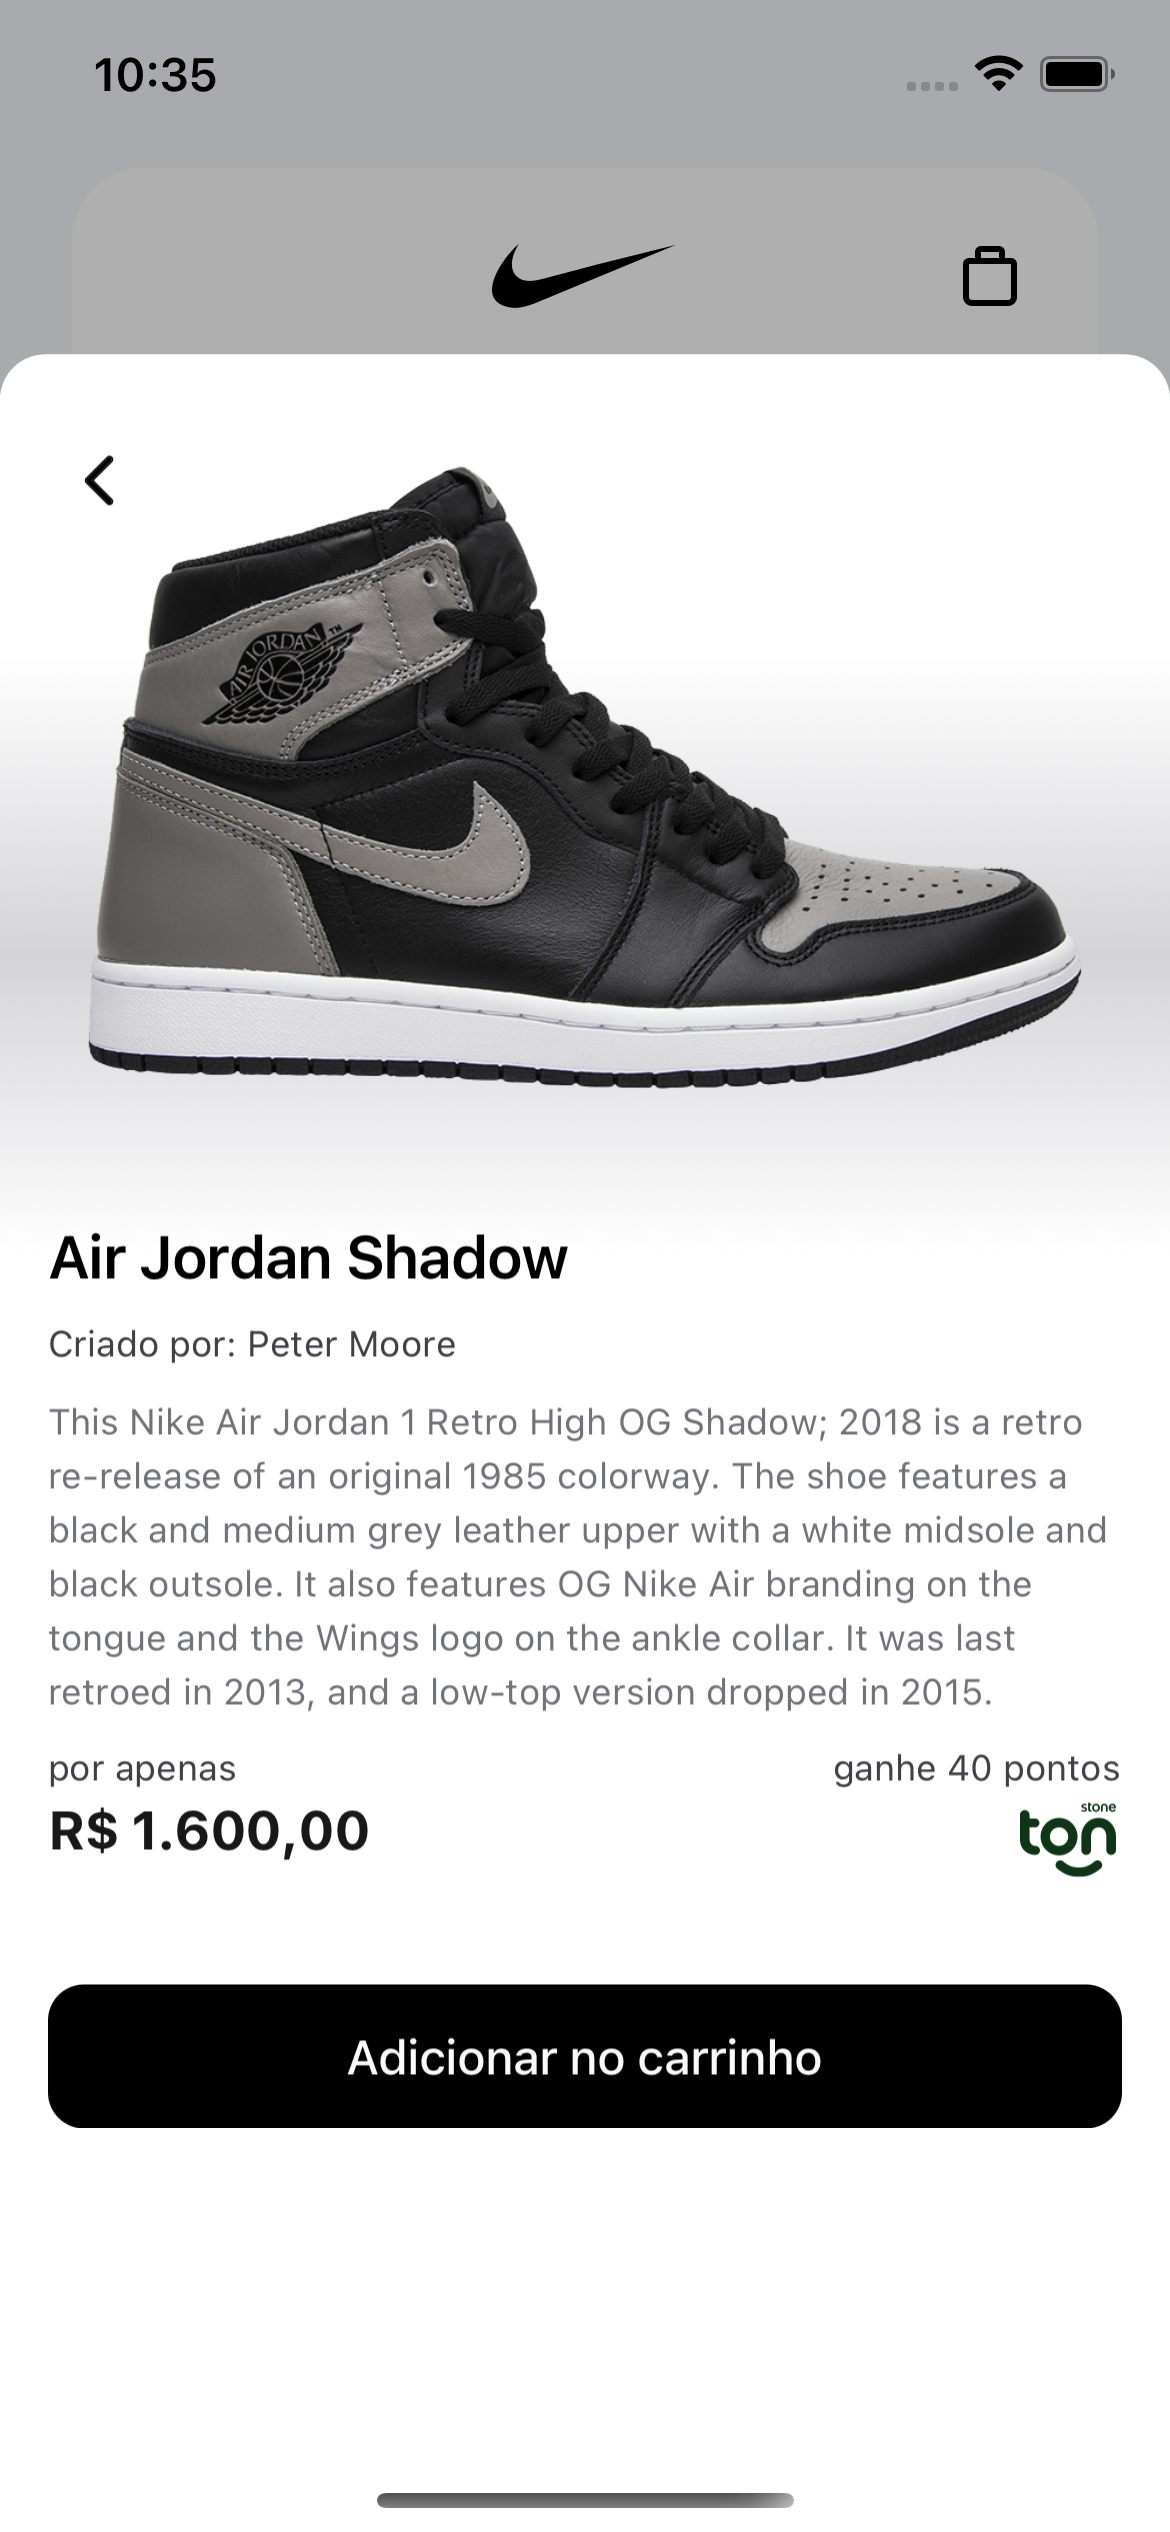 10:35
AIR JORDAN™
Air Jordan Shadow
Criado por: Peter Moore
This Nike Air Jordan 1 Retro High OG Shadow; 2018 is a retro
re-release of an original 1985 colorway. The shoe features a
black and medium grey leather upper with a white midsole and
black outsole. It also features OG Nike Air branding on the
tongue and the Wings logo on the ankle collar. It was last
retroed in 2013, and a low-top version dropped in 2015.
por apenas
ganhe 40 pontos
R$ 1.600,00
stone
ton
Adicionar no carrinho